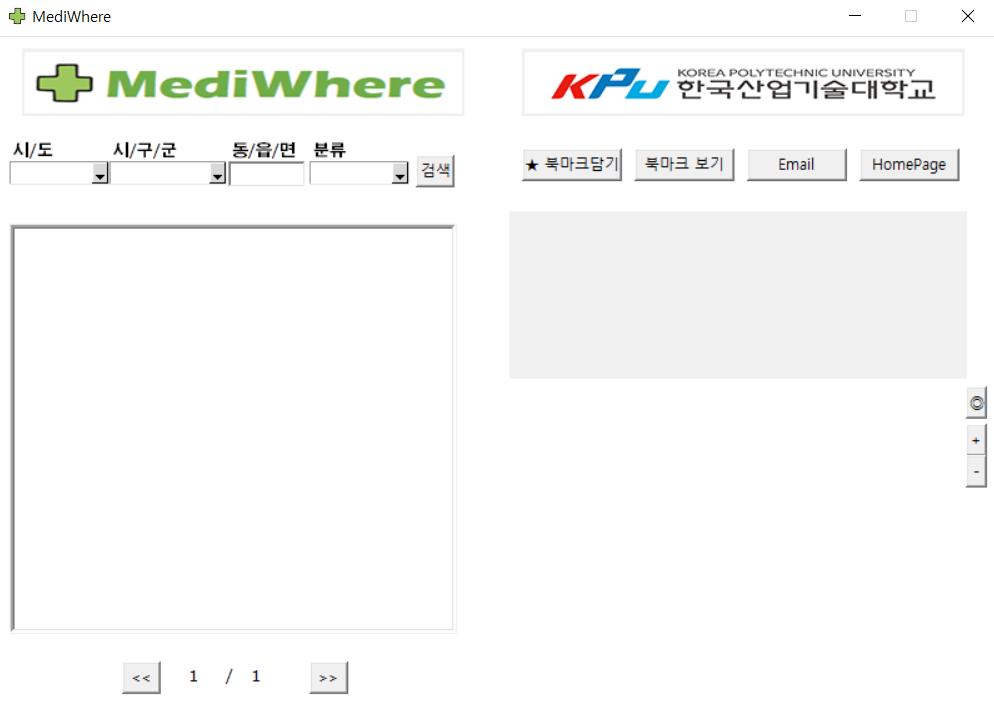 MediWhere
MediWhere
KPU KOREA POLYTECHNIC UNIVERSITY
한국산업기술대학교
시/도 시/구/군 동/읍/면 분류
검색
★ 북마크담기 북마크 보기 Email HomePage
◎
+
-
<< 1 / 1 >>